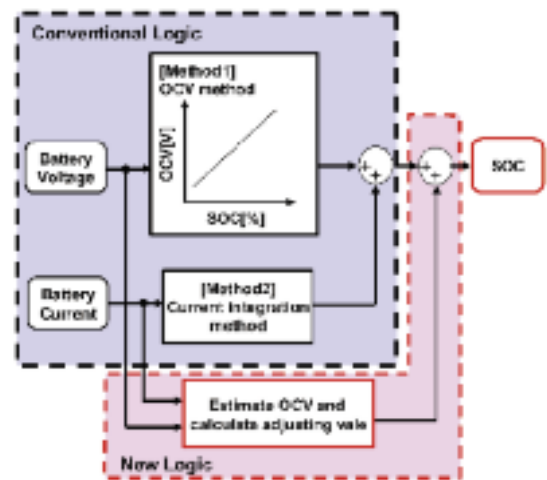 Conventional Logic
[Method1]
OCV method
OCV[V]
SOC[%]
Battery
Voltage
+
+
+
+
SOC
Battery
Current
[Method2]
Current integration
method
Estimate OCV and
calculate adjusting vale
New Logic